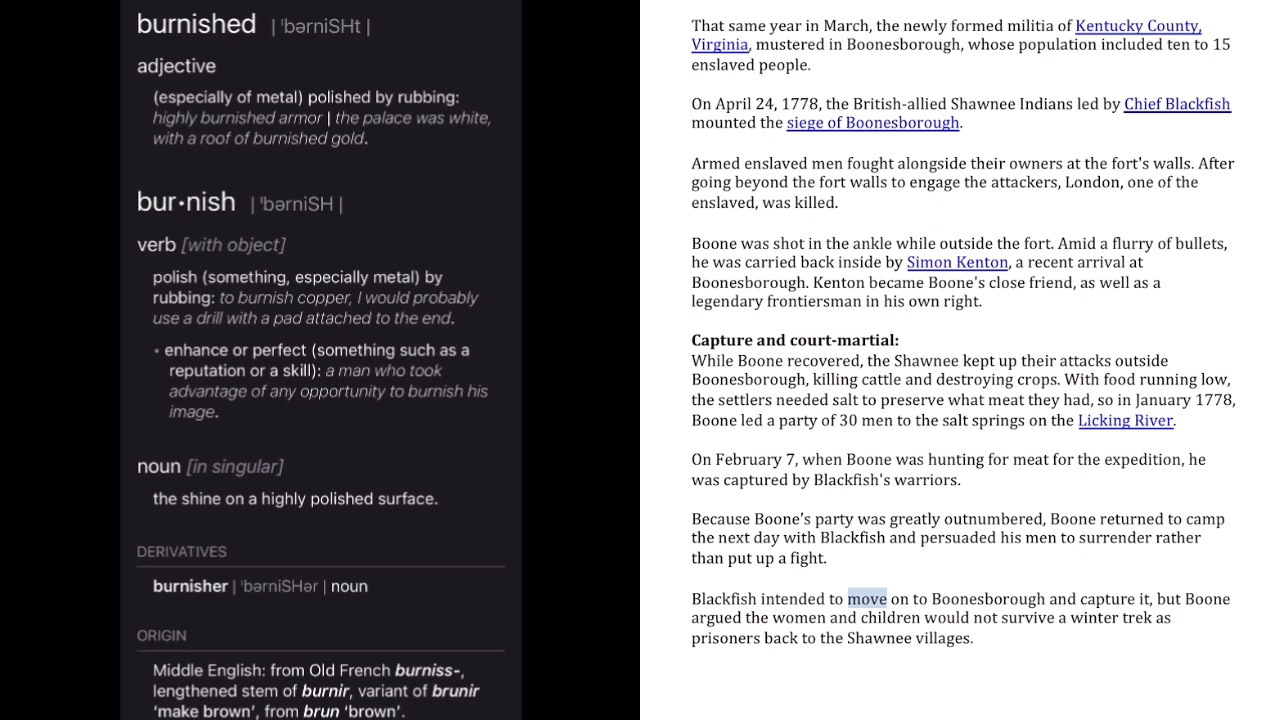 burnished | ˈbərniSHt |
adjective
(especially of metal) polished by rubbing:
highly burnished armor | the palace was white,
with a roof of burnished gold.
bur•nish | ˈbərniSH |
verb [with object]
polish (something, especially metal) by
rubbing: to burnish copper, I would probably
use a drill with a pad attached to the end.
• enhance or perfect (something such as a
reputation or a skill): a man who took
advantage of any opportunity to burnish his
image.
noun [in singular]
the shine on a highly polished surface.
DERIVATIVES
burnisher | ˈbərniSHər | noun
ORIGIN
Middle English: from Old French burniss-,
lengthened stem of burnir, variant of brunir
‘make brown’, from brun ‘brown’.
That same year in March, the newly formed militia of Kentucky County,
Virginia, mustered in Boonesborough, whose population included ten to 15
enslaved people.
On April 24, 1778, the British-allied Shawnee Indians led by Chief Blackfish
mounted the siege of Boonesborough.
Armed enslaved men fought alongside their owners at the fort's walls. After
going beyond the fort walls to engage the attackers, London, one of the
enslaved, was killed.
Boone was shot in the ankle while outside the fort. Amid a flurry of bullets,
he was carried back inside by Simon Kenton, a recent arrival at
Boonesborough. Kenton became Boone's close friend, as well as a
legendary frontiersman in his own right.
Capture and court-martial:
While Boone recovered, the Shawnee kept up their attacks outside
Boonesborough, killing cattle and destroying crops. With food running low,
the settlers needed salt to preserve what meat they had, so in January 1778,
Boone led a party of 30 men to the salt springs on the Licking River.
On February 7, when Boone was hunting for meat for the expedition, he
was captured by Blackfish's warriors.
Because Boone's party was greatly outnumbered, Boone returned to camp
the next day with Blackfish and persuaded his men to surrender rather
than put up a fight.
Blackfish intended to move on to Boonesborough and capture it, but Boone
argued the women and children would not survive a winter trek as
prisoners back to the Shawnee villages.